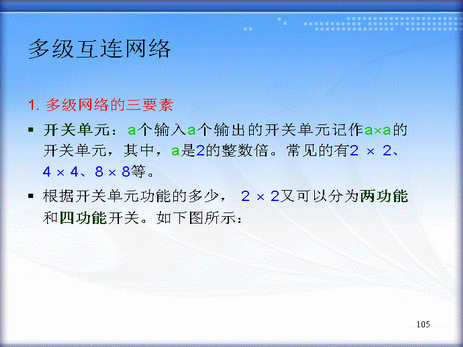 多级互连网络
1. 多级网络的三要素
▪ 开关单元：a个输入a个输出的开关单元记作a×a的
开关单元，其中，a是2的整数倍。常见的有2 × 2、
4 × 4、8 × 8等。
▪ 根据开关单元功能的多少， 2 × 2又可以分为两功能
和四功能开关。如下图所示：
105